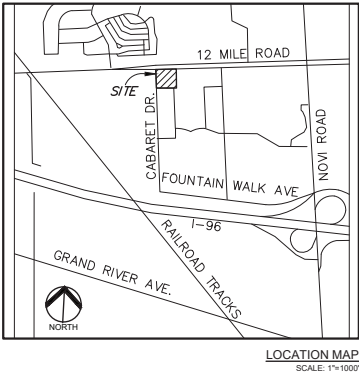 12 MILE ROAD
SITE
CABARET DR.
NOVI ROAD
FOUNTAIN WALK AVE
I-96
RAILROAD TRACKS
GRAND RIVER AVE.
NORTH
LOCATION MAP
SCALE: 1"=1000'